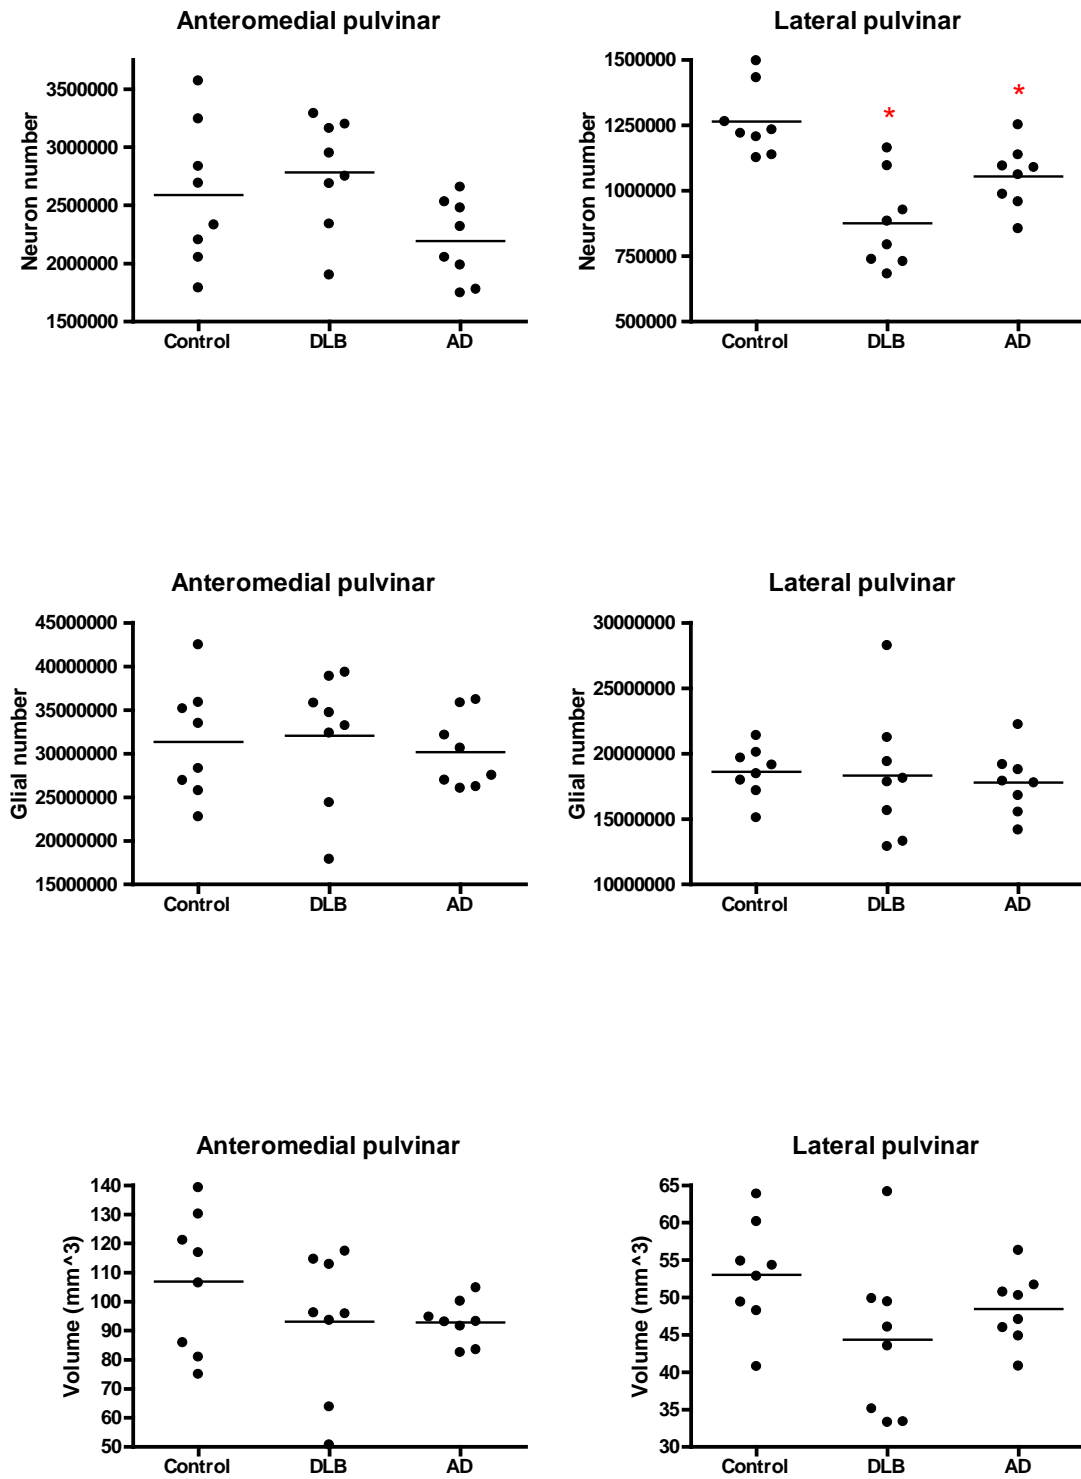 Anteromedial pulvinar
Neuron number
3500000
3000000
2500000
2000000
1500000
Control DLB AD
Lateral pulvinar
Neuron number
1500000
1250000
1000000
750000
500000
* *
Control DLB AD
Anteromedial pulvinar
Glial number
45000000
40000000
35000000
30000000
25000000
20000000
15000000
Control DLB AD
Lateral pulvinar
Glial number
30000000
25000000
20000000
15000000
10000000
Control DLB AD
Anteromedial pulvinar
Volume (mm^3)
140
130
120
110
100
90
80
70
60
50
Control DLB AD
Lateral pulvinar
Volume (mm^3)
65
60
55
50
45
40
35
30
Control DLB AD